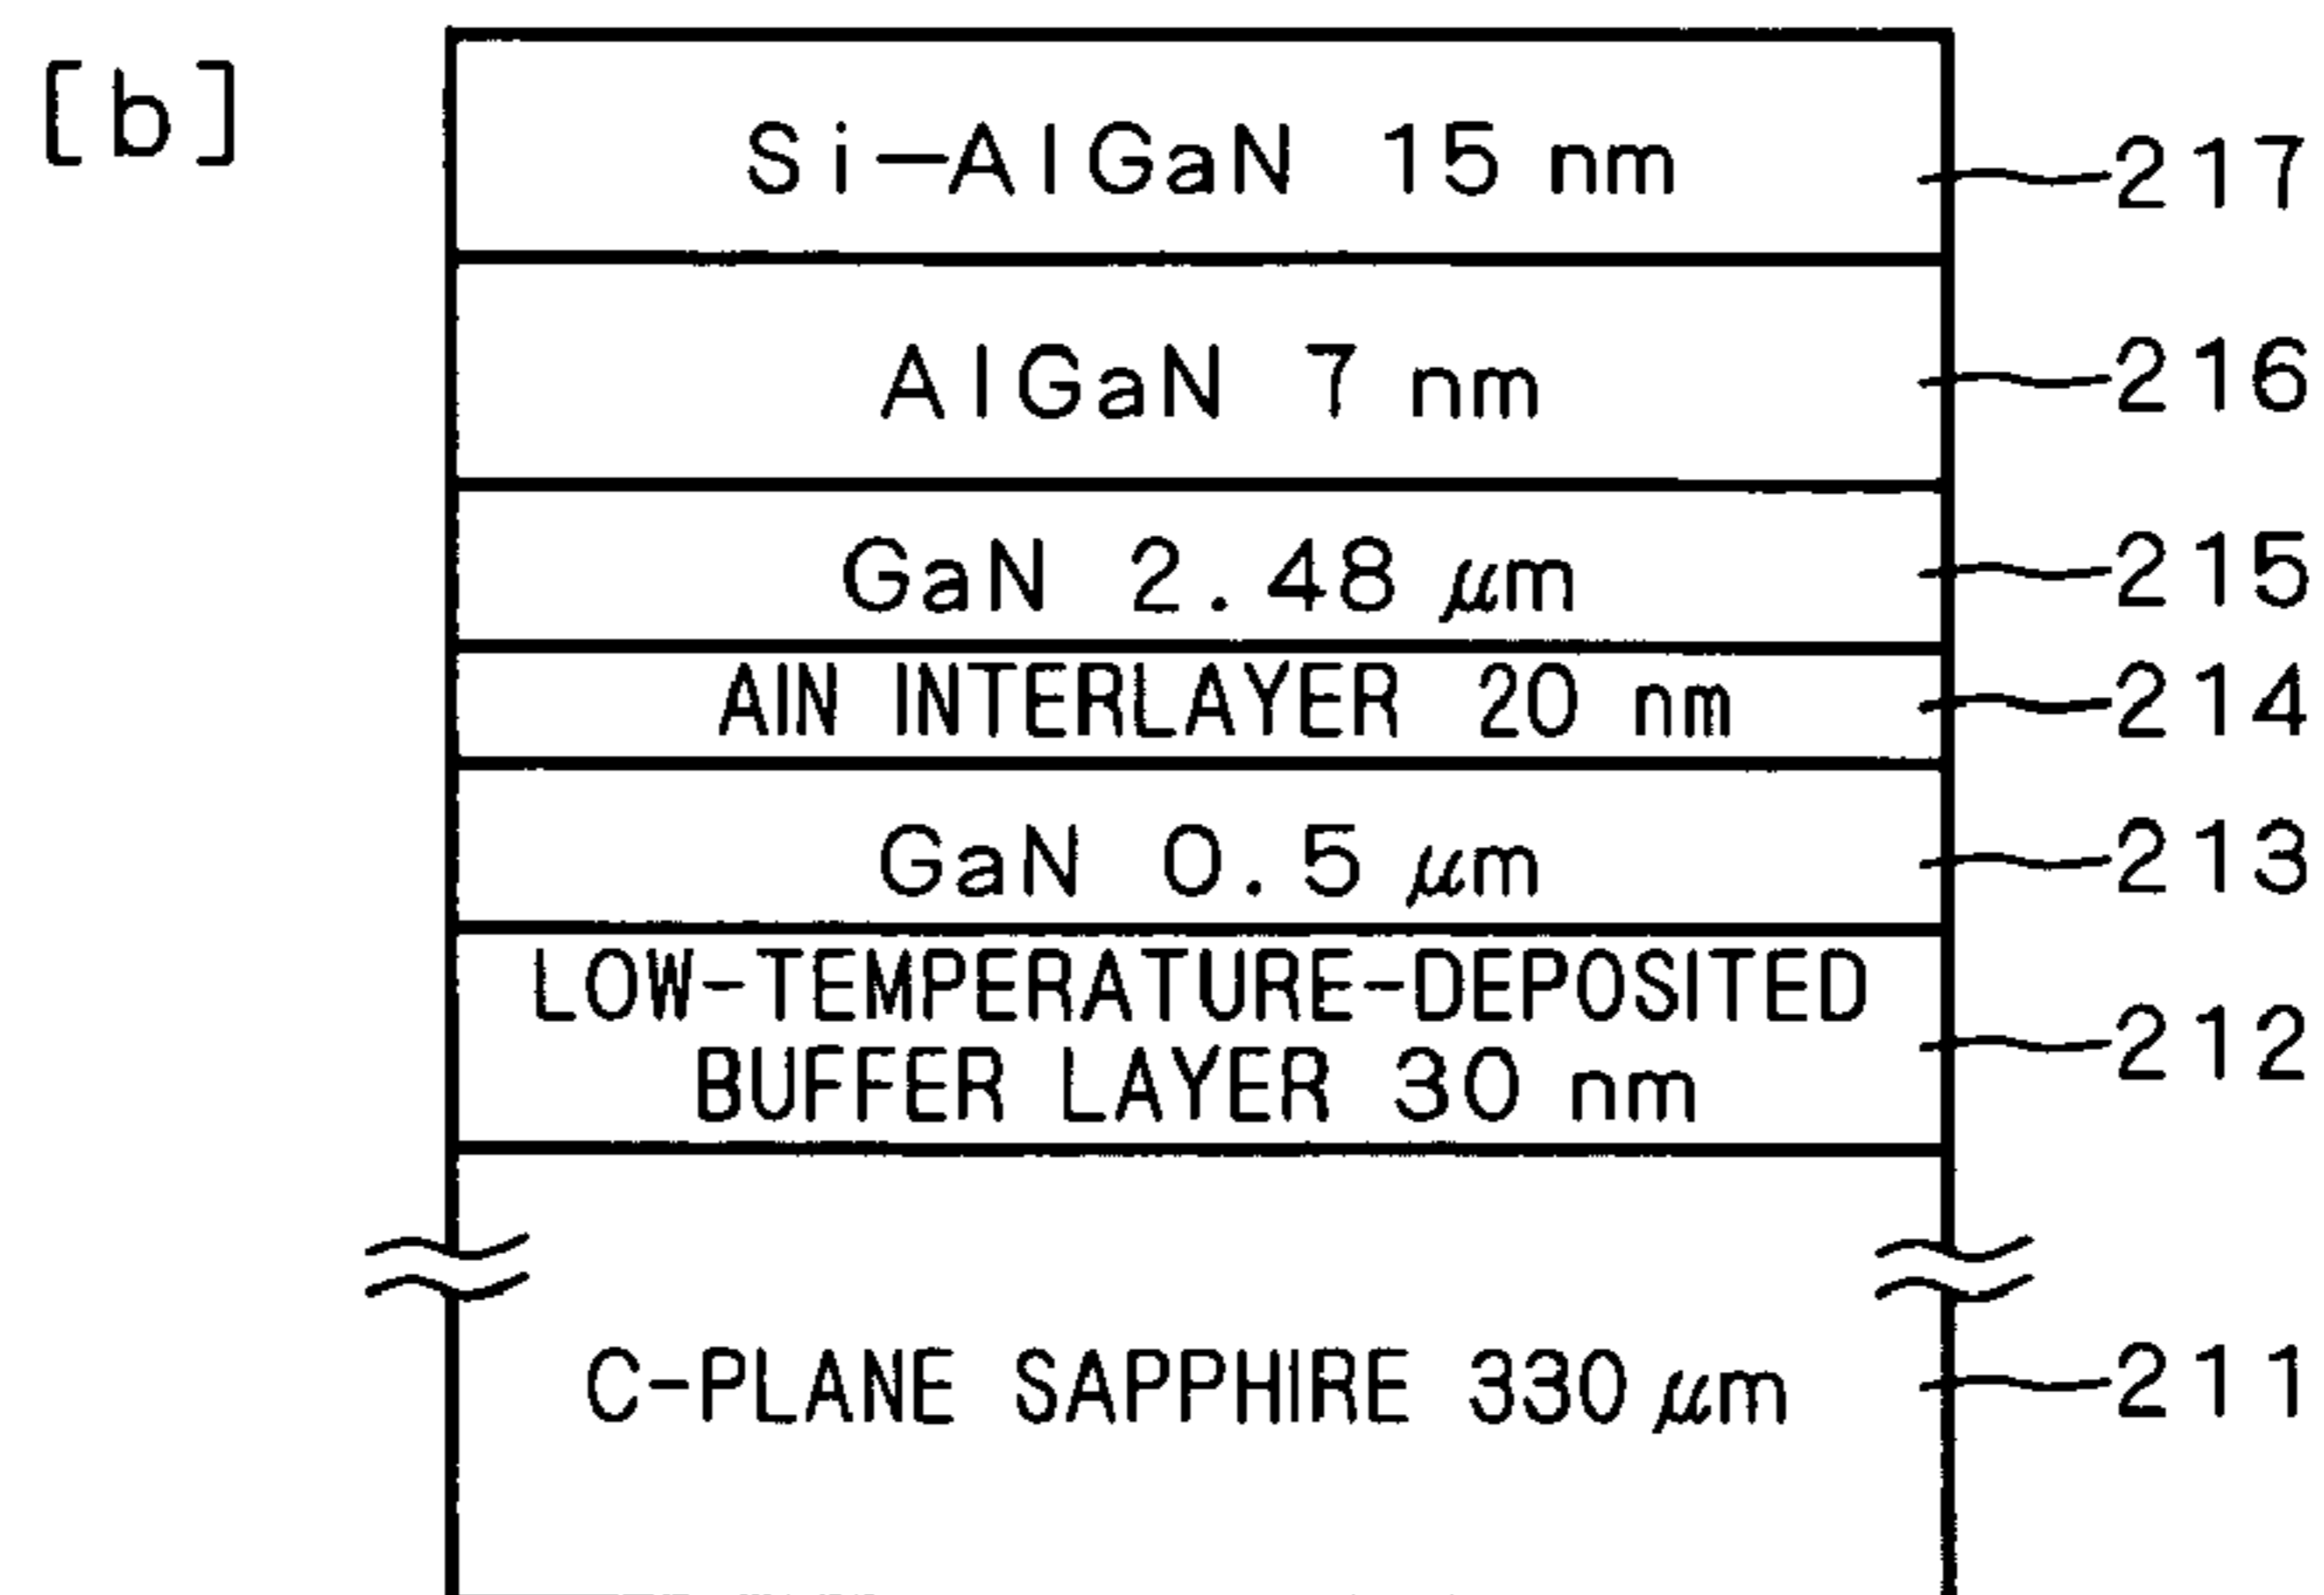 [b]
Si-AlGaN 15 nm 217
AlGaN 7 nm 216
GaN 2.48 μm 215
AlN INTERLAYER 20 nm 214
GaN 0.5 μm 213
LOW-TEMPERATURE-DEPOSITED
BUFFER LAYER 30 nm 212
C-PLANE SAPPHIRE 330 μm 211